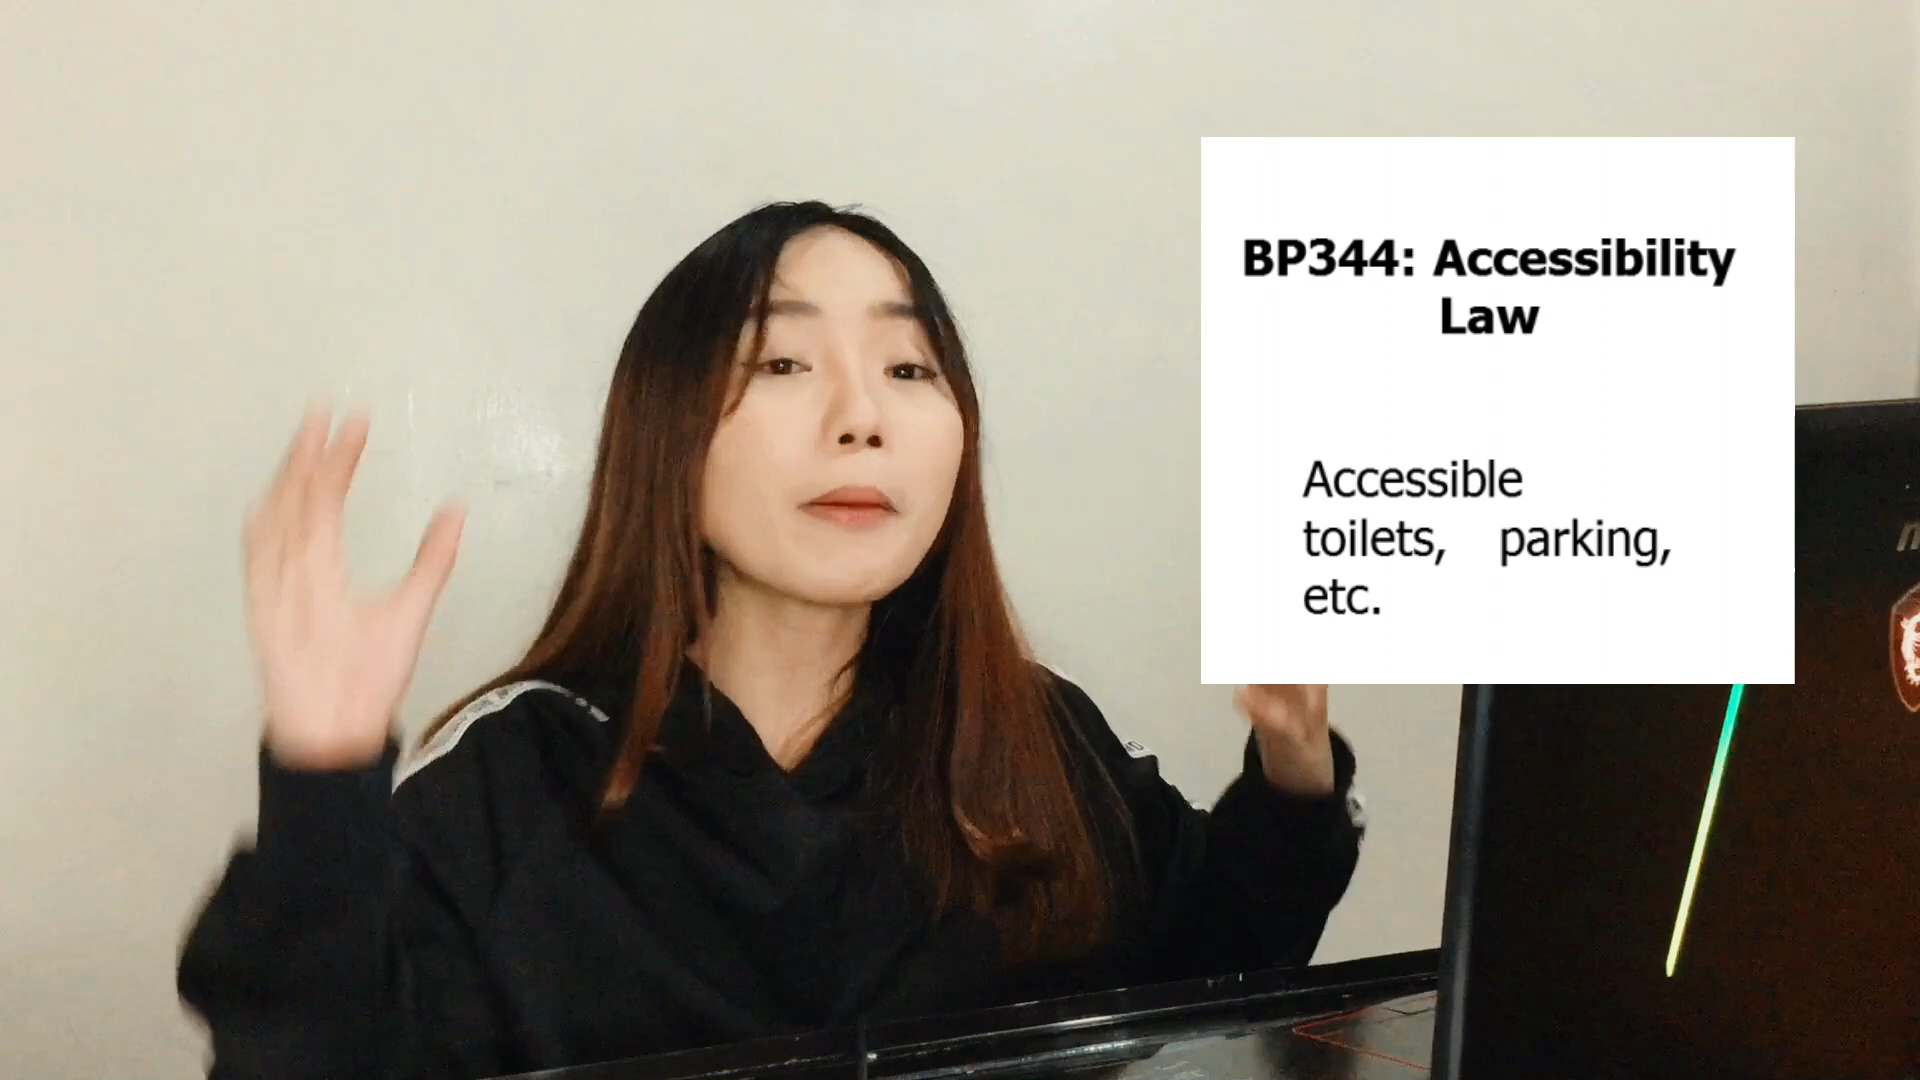 BP344: Accessibility
Law
Accessible
toilets, parking,
etc.